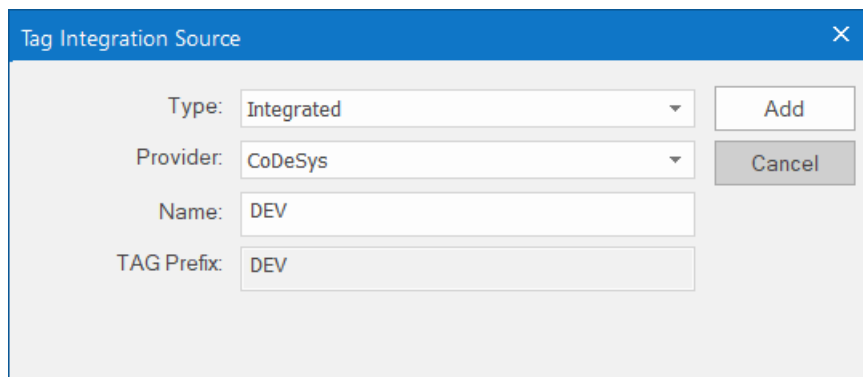 Tag Integration Source
Type: Integrated Add
Provider: CoDeSys Cancel
Name: DEV
TAG Prefix: DEV